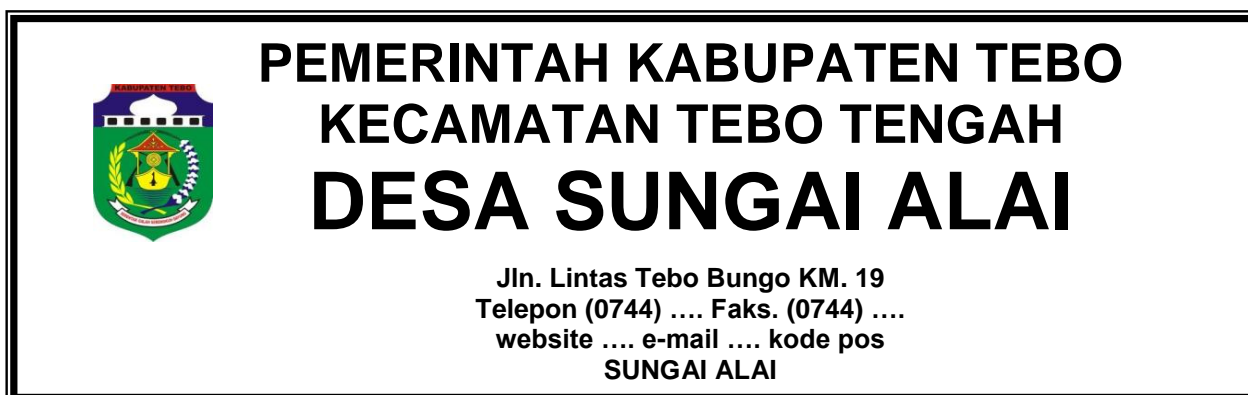 PEMERINTAH KABUPATEN TEBO
KECAMATAN TEBO TENGAH
DESA SUNGAI ALAI
KABUPATEN TEBO
Jln. Lintas Tebo Bungo KM. 19
Telepon (0744) …. Faks. (0744) ….
website …. e-mail …. kode pos
SUNGAI ALAI